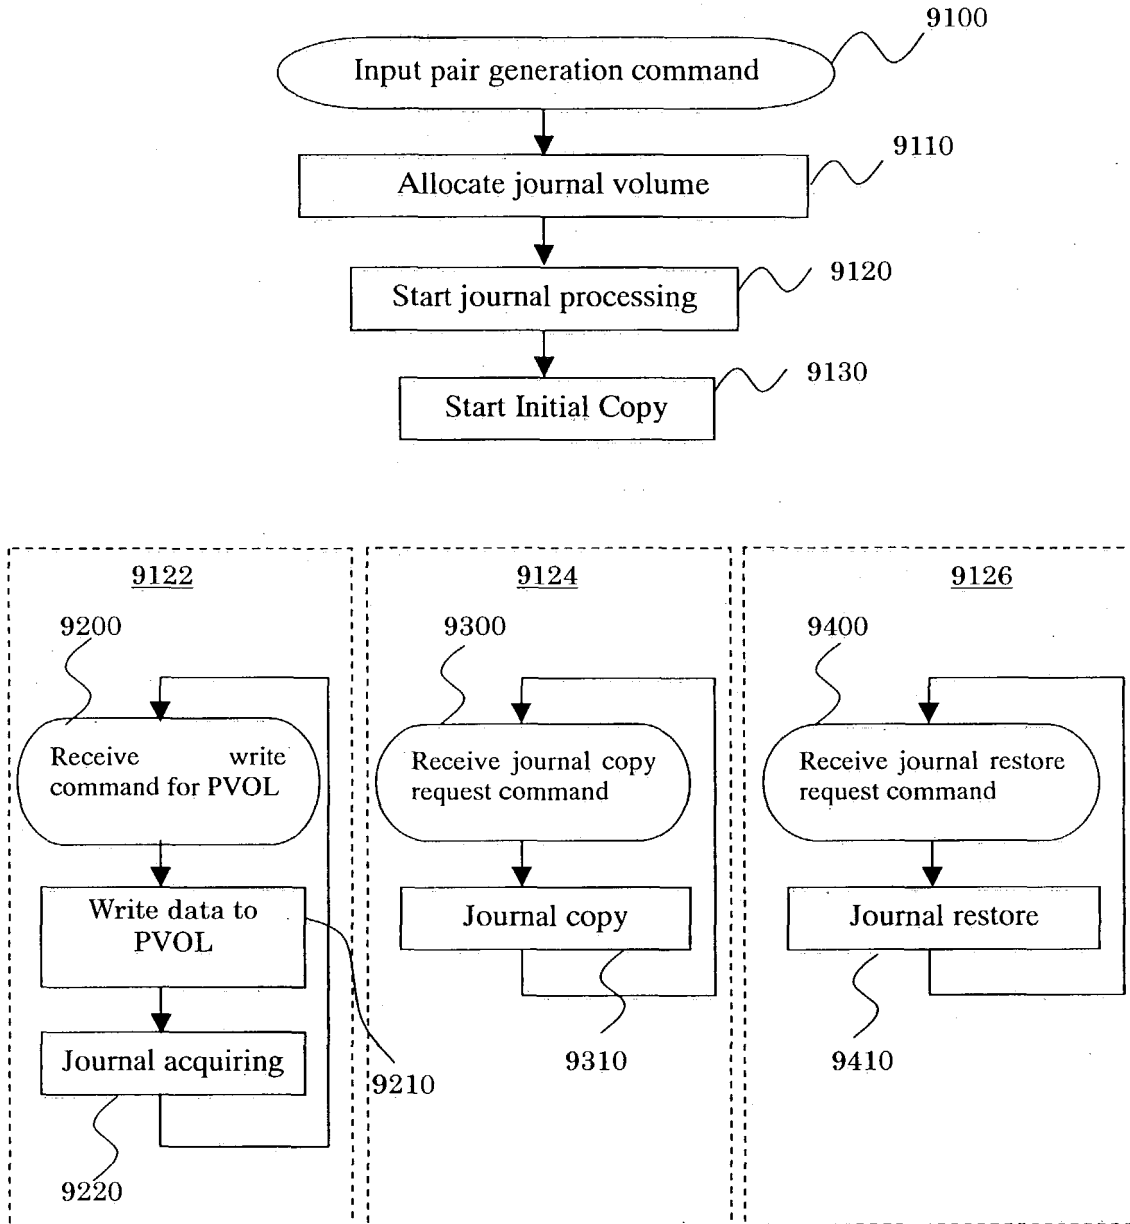 9100
Input pair generation command
9110
Allocate journal volume
9120
Start journal processing
9130
Start Initial Copy
9122
9200
Receive write
command for PVOL
Write data to
PVOL
9210
Journal acquiring
9220
9124
9300
Receive journal copy
request command
Journal copy
9310
9126
9400
Receive journal restore
request command
Journal restore
9410